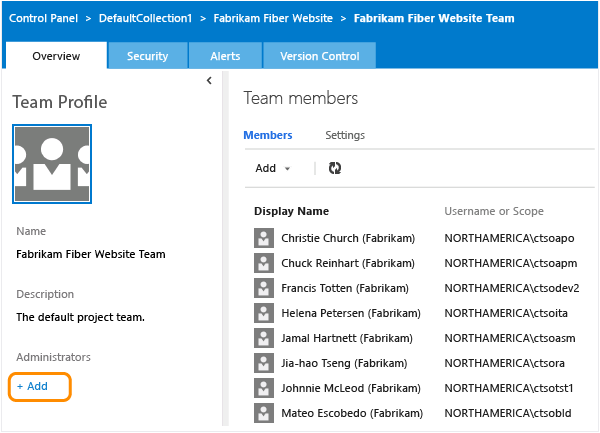 Control Panel > DefaultCollection1 > Fabrikam Fiber Website > Fabrikam Fiber Website Team
Overview Security Alerts Version Control
Team Profile
Name
Fabrikam Fiber Website Team
Description
The default project team.
Administrators
+ Add
Team members
Members Settings
Add
Display Name Username or Scope
Christie Church (Fabrikam) NORTHAMERICA\ctsoapo
Chuck Reinhart (Fabrikam) NORTHAMERICA\ctsoapm
Francis Totten (Fabrikam) NORTHAMERICA\ctsodev2
Helena Petersen (Fabrikam) NORTHAMERICA\ctsoita
Jamal Hartnett (Fabrikam) NORTHAMERICA\ctsoasm
Jia-hao Tseng (Fabrikam) NORTHAMERICA\ctsora
Johnnie McLeod (Fabrikam) NORTHAMERICA\ctsotst1
Mateo Escobedo (Fabrikam) NORTHAMERICA\ctsobld